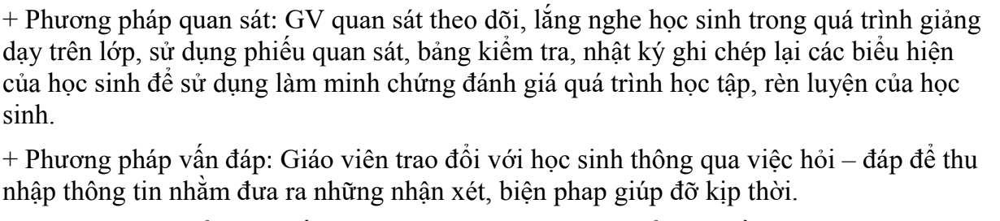 + Phương pháp quan sát: GV quan sát theo dõi, lắng nghe học sinh trong quá trình giảng
dạy trên lớp, sử dụng phiếu quan sát, bảng kiểm tra, nhật ký ghi chép lại các biểu hiện
của học sinh để sử dụng làm minh chứng đánh giá quá trình học tập, rèn luyện của học
sinh.
+ Phương pháp vấn đáp: Giáo viên trao đổi với học sinh thông qua việc hỏi – đáp để thu
nhập thông tin nhằm đưa ra những nhận xét, biện phap giúp đỡ kịp thời.